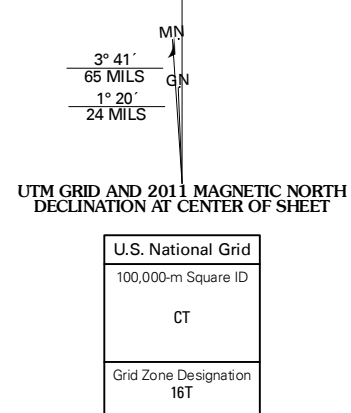 MN
3° 41´
65 MILS
GN
1° 20´
24 MILS
UTM GRID AND 2011 MAGNETIC NORTH
DECLINATION AT CENTER OF SHEET
U.S. National Grid
100,000-m Square ID
CT
Grid Zone Designation
16T